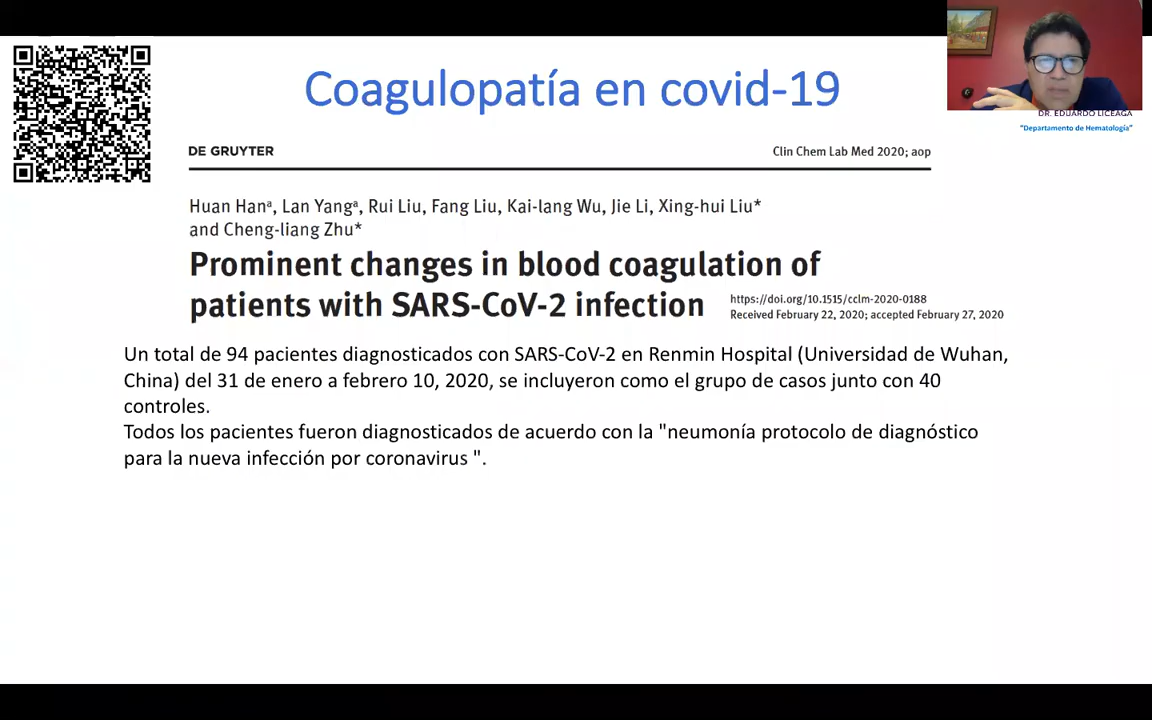 Coagulopatía en covid-19
DR. EDUARDO LICEAGA
"Departamento de Hematología"
DE GRUYTER
Clin Chem Lab Med 2020; aop
Huan Hanᵃ, Lan Yangᵃ, Rui Liu, Fang Liu, Kai-lang Wu, Jie Li, Xing-hui Liu*
and Cheng-liang Zhu*
Prominent changes in blood coagulation of
patients with SARS-CoV-2 infection
https://doi.org/10.1515/cclm-2020-0188
Received February 22, 2020; accepted February 27, 2020
Un total de 94 pacientes diagnosticados con SARS-CoV-2 en Renmin Hospital (Universidad de Wuhan,
China) del 31 de enero a febrero 10, 2020, se incluyeron como el grupo de casos junto con 40
controles.
Todos los pacientes fueron diagnosticados de acuerdo con la "neumonía protocolo de diagnóstico
para la nueva infección por coronavirus ".